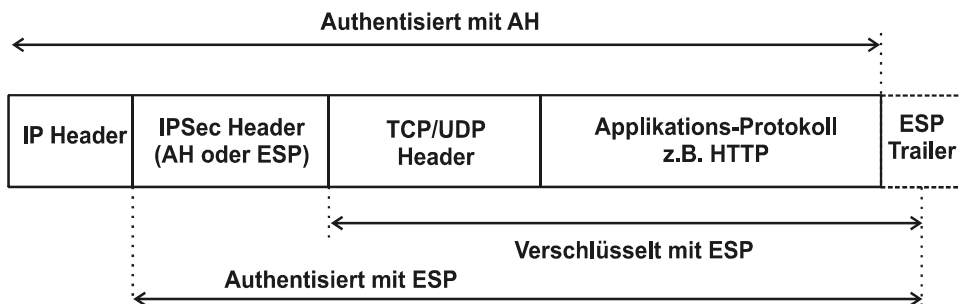 Authentisiert mit AH
IP Header
IPSec Header
(AH oder ESP)
TCP/UDP
Header
Applikations-Protokoll
z.B. HTTP
ESP
Trailer
Verschlüsselt mit ESP
Authentisiert mit ESP